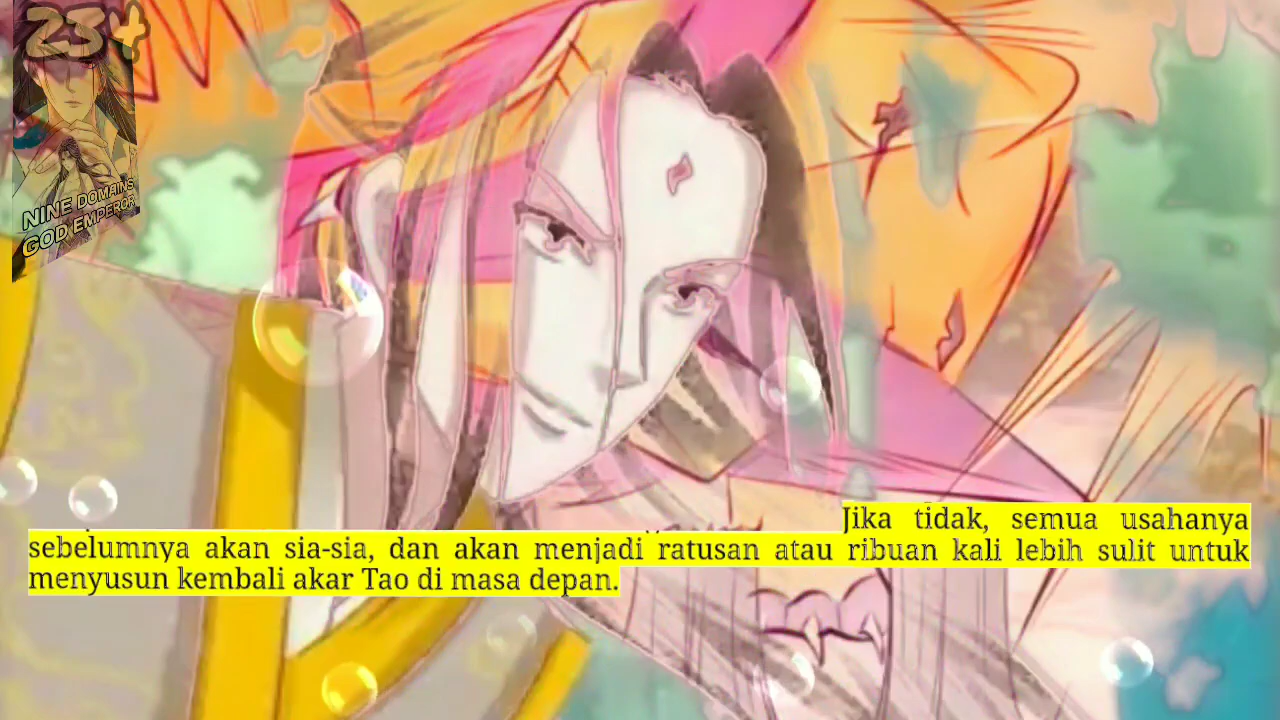 234
NINE DOMAINS
GOD EMPEROR
Jika tidak, semua usahanya
sebelumnya akan sia-sia, dan akan menjadi ratusan atau ribuan kali lebih sulit untuk
menyusun kembali akar Tao di masa depan.